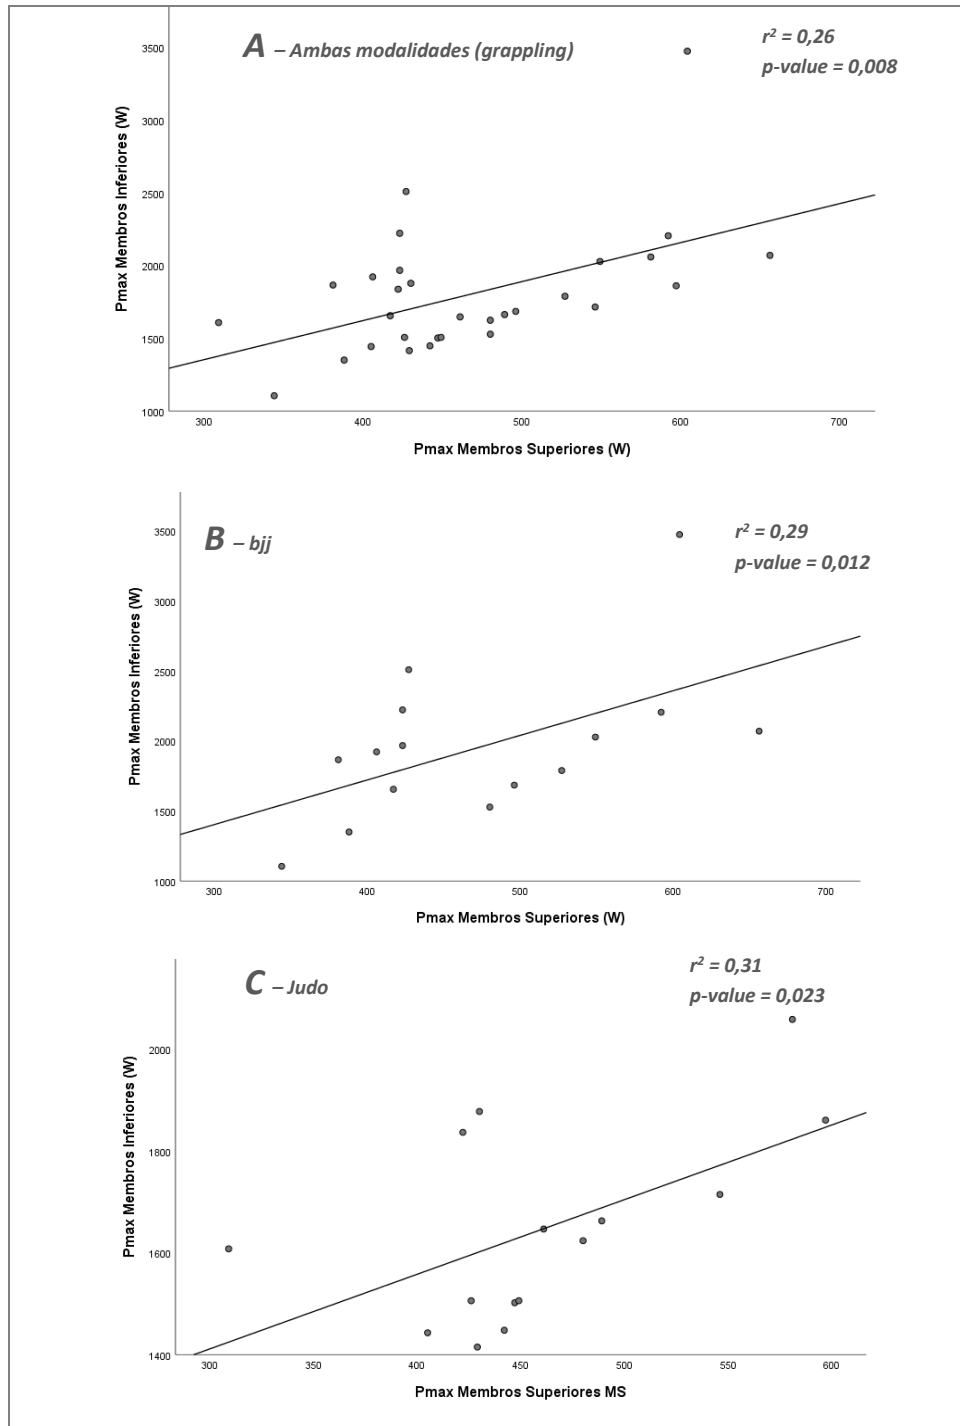 A – Ambas modalidades (grappling)
r² = 0,26
p-value = 0,008
Pmax Membros Inferiores (W)
3500
3000
2500
2000
1500
1000
300 400 500 600 700
Pmax Membros Superiores (W)
B – bjj
r² = 0,29
p-value = 0,012
Pmax Membros Inferiores (W)
3500
3000
2500
2000
1500
1000
300 400 500 600 700
Pmax Membros Superiores (W)
C – Judo
r² = 0,31
p-value = 0,023
Pmax Membros Inferiores (W)
2000
1800
1600
1400
300 350 400 450 500 550 600
Pmax Membros Superiores MS